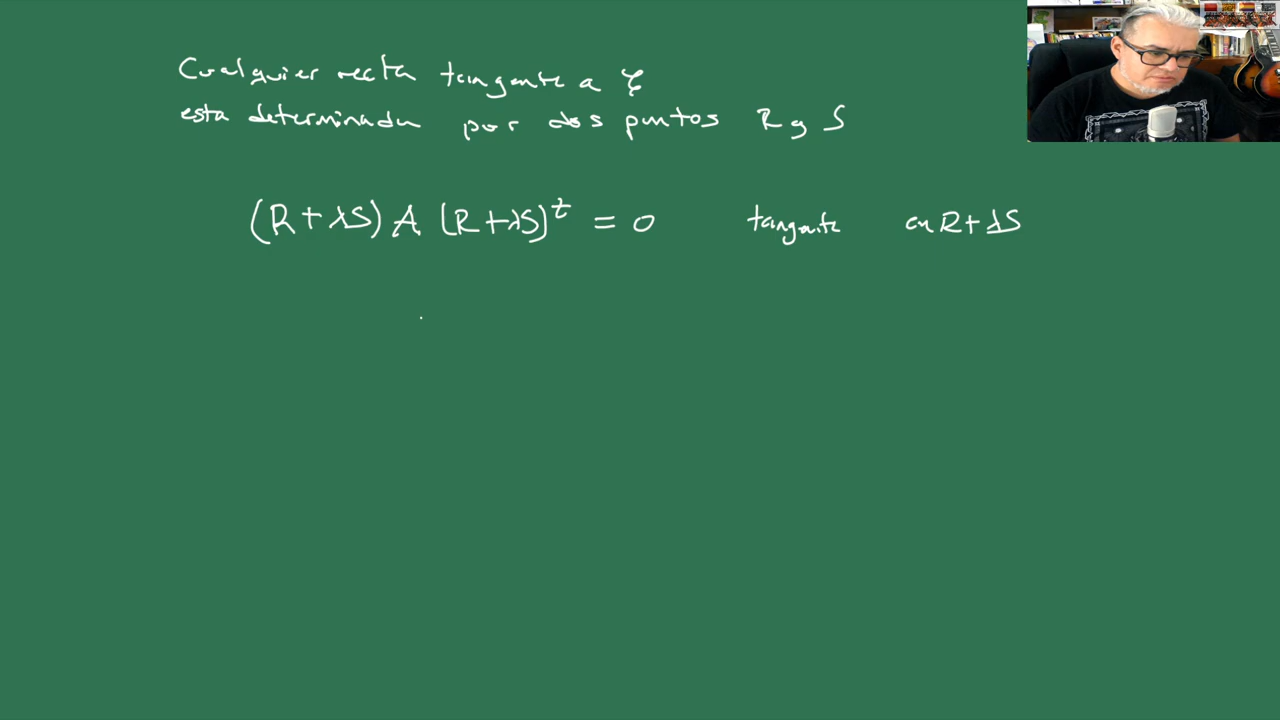 Cualquier recta tangente a ζ
esta determinada por dos puntos R y S
(R+λS) A (R+λS)^t = 0 tangente en R+λS